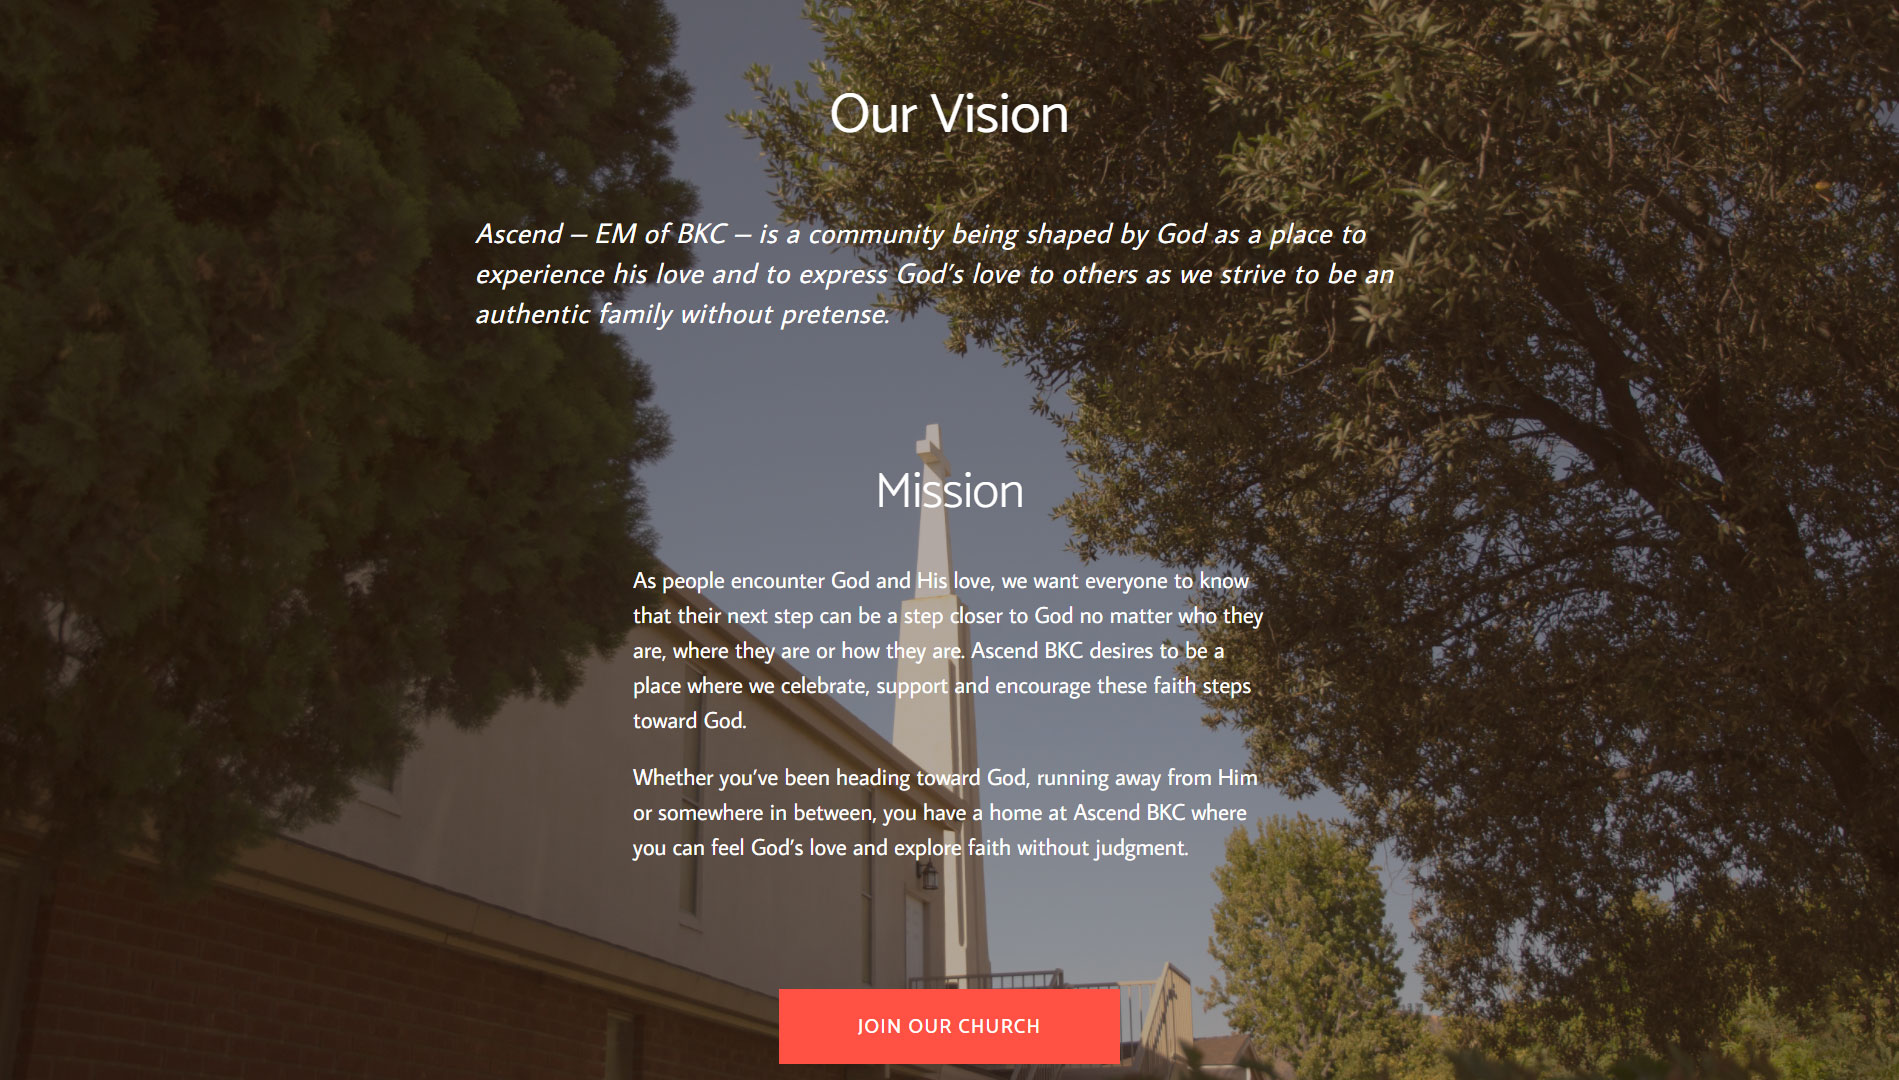 Our Vision
Ascend – EM of BKC – is a community being shaped by God as a place to
experience his love and to express God's love to others as we strive to be an
authentic family without pretense.
Mission
As people encounter God and His love, we want everyone to know
that their next step can be a step closer to God no matter who they
are, where they are or how they are. Ascend BKC desires to be a
place where we celebrate, support and encourage these faith steps
toward God.
Whether you've been heading toward God, running away from Him
or somewhere in between, you have a home at Ascend BKC where
you can feel God's love and explore faith without judgment.
JOIN OUR CHURCH